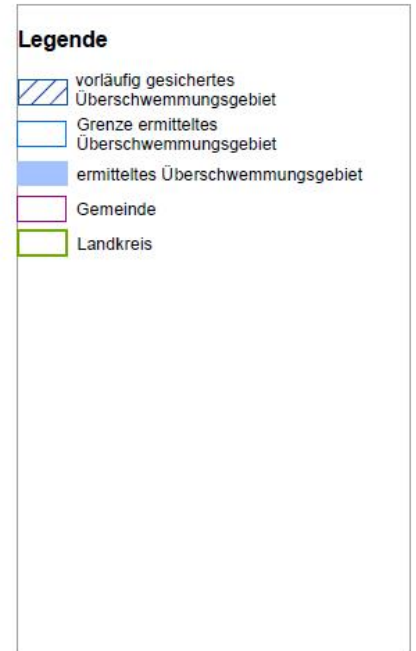 Legende
vorläufig gesichertes
Überschwemmungsgebiet
Grenze ermitteltes
Überschwemmungsgebiet
ermitteltes Überschwemmungsgebiet
Gemeinde
Landkreis